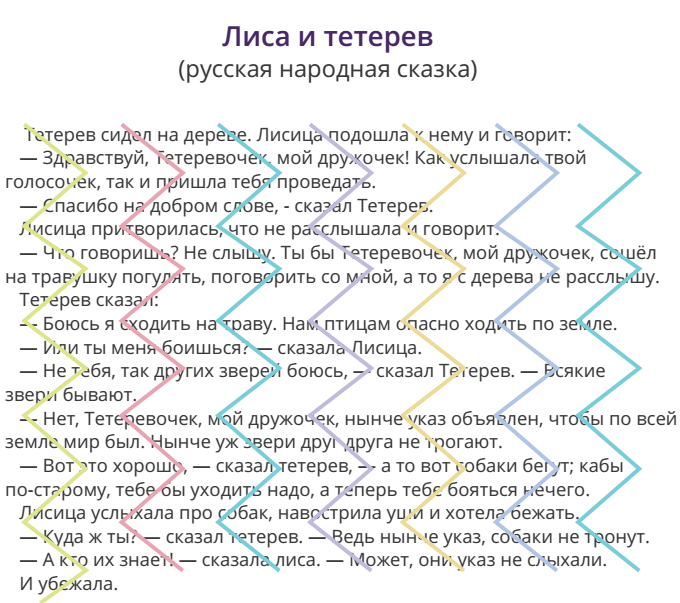 Лиса и тетерев
(русская народная сказка)
Тетерев сидел на дереве. Лисица подошла к нему и говорит:
— Здравствуй, Тетеревочек, мой дружочек! Как услышала твой
голосочек, так и пришла тебя проведать.
— Спасибо на добром слове, - сказал Тетерев.
Лисица притворилась, что не расслышала и говорит:
— Что говоришь? Не слышу. Ты бы Тетеревочек, мой дружочек, сошёл
на травушку погулять, поговорить со мной, а то я с дерева не расслышу.
Тетерев сказал:
— Боюсь я сходить на траву. Нам птицам опасно ходить по земле.
— Или ты меня боишься? — сказала Лисица.
— Не тебя, так других зверей боюсь, — сказал Тетерев. — Всякие
звери бывают.
— Нет, Тетеревочек, мой дружочек, нынче указ объявлен, чтобы по всей
земле мир был. Нынче уж звери друг друга не трогают.
— Вот это хорошо, — сказал тетерев, — а то вот собаки бегут; кабы
по-старому, тебе бы уходить надо, а теперь тебе бояться нечего.
Лисица услыхала про собак, навострила уши и хотела бежать.
— Куда ж ты? — сказал тетерев. — Ведь нынче указ, собаки не тронут.
— А кто их знает! — сказала лиса. — Может, они указ не слыхали.
И убежала.